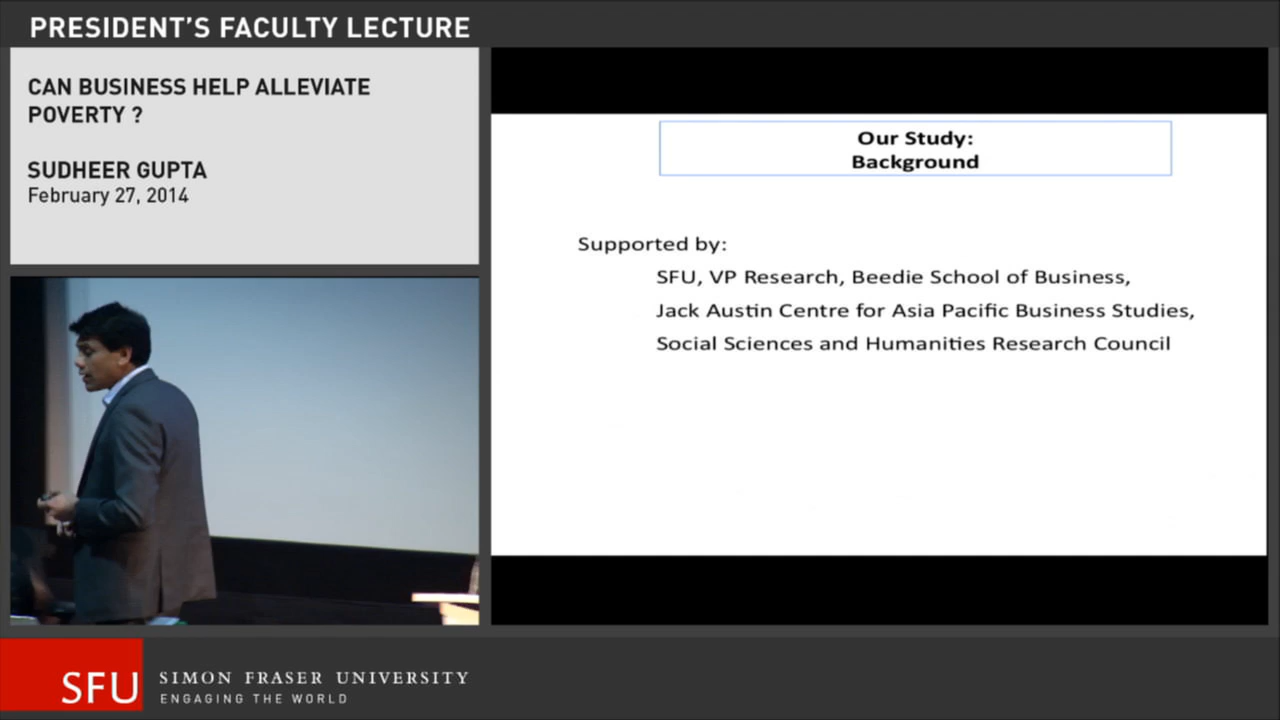 PRESIDENT'S FACULTY LECTURE
CAN BUSINESS HELP ALLEVIATE
POVERTY ?
SUDHEER GUPTA
February 27, 2014
Our Study:
Background
Supported by:
SFU, VP Research, Beedie School of Business,
Jack Austin Centre for Asia Pacific Business Studies,
Social Sciences and Humanities Research Council
SFU
SIMON FRASER UNIVERSITY
ENGAGING THE WORLD